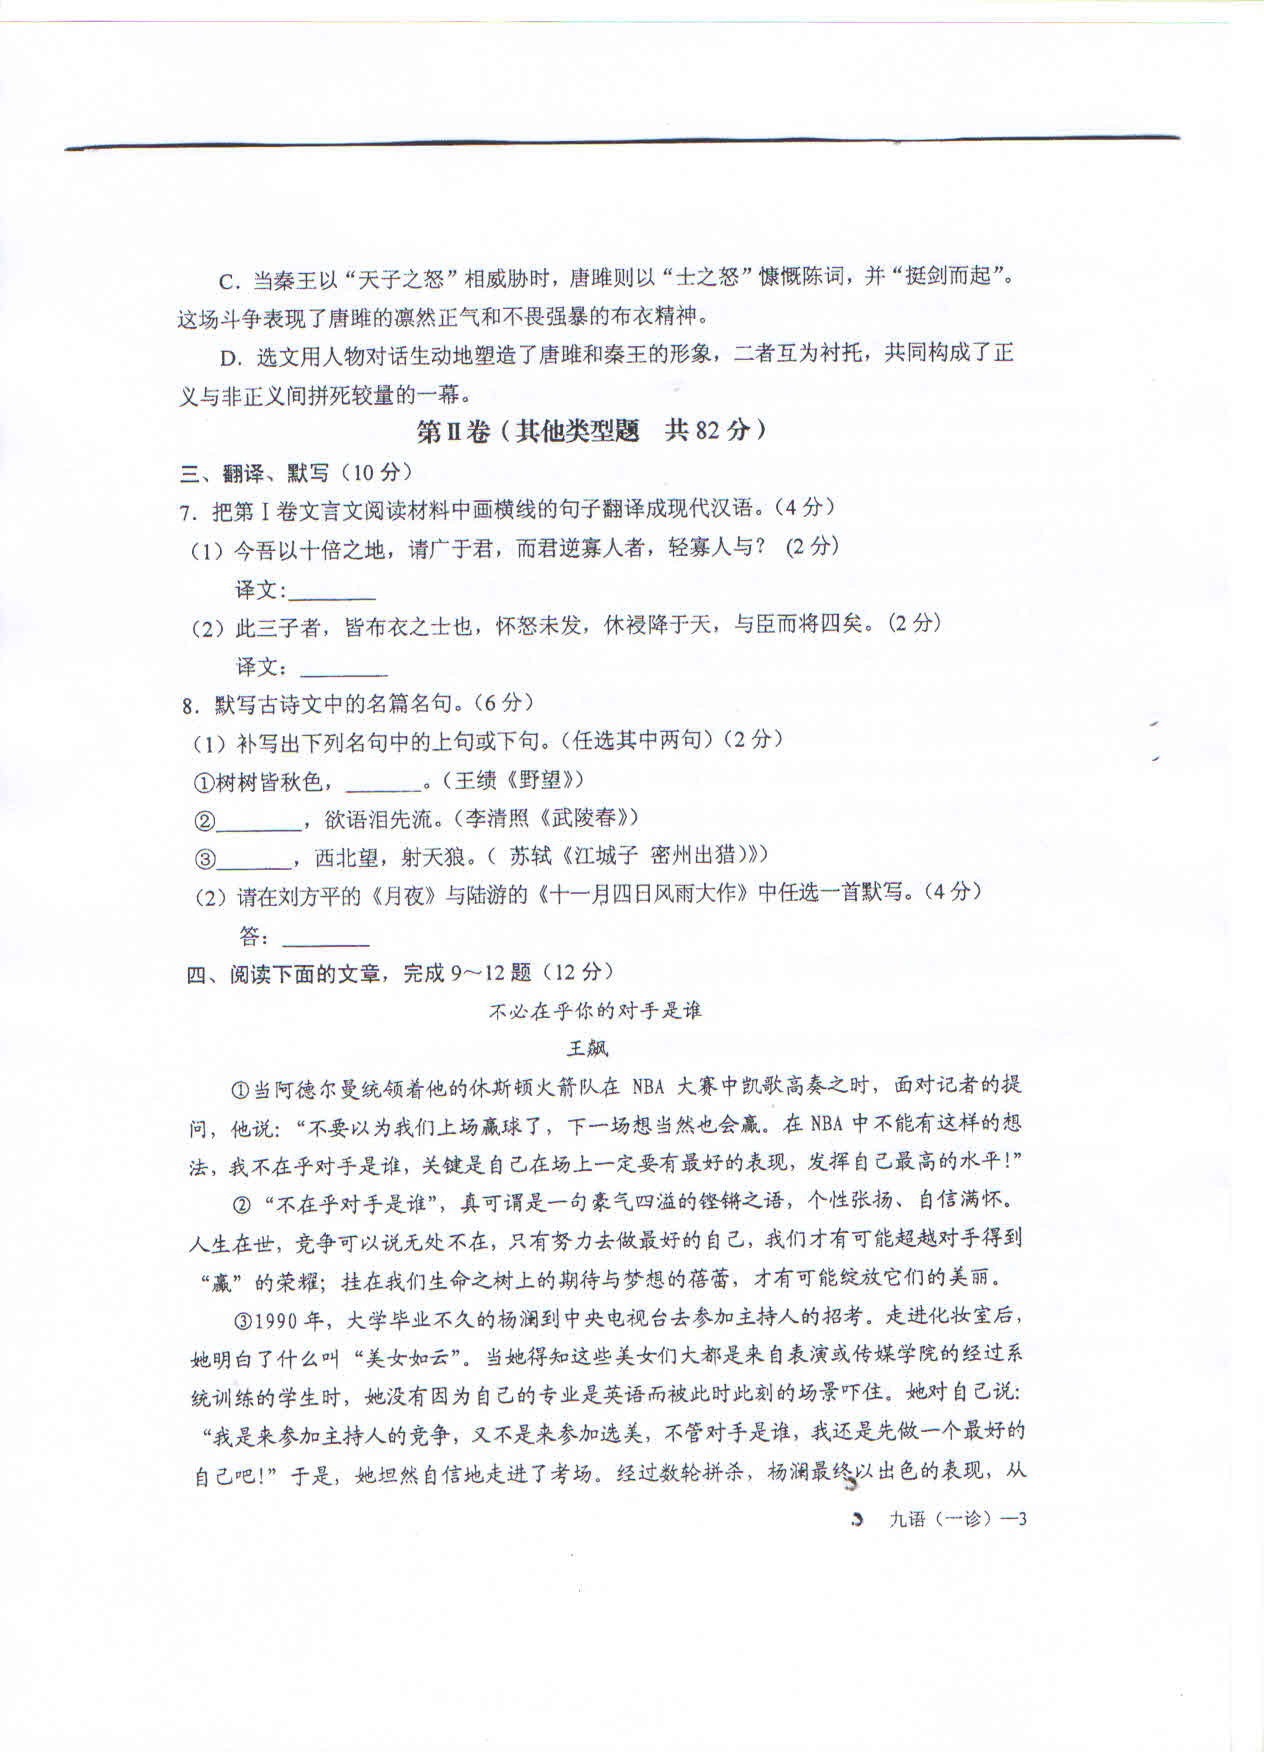 C．当秦王以“天子之怒”相威胁时，唐雎则以“士之怒”慷慨陈词，并“挺剑而起”。
这场斗争表现了唐雎的凛然正气和不畏强暴的布衣精神。
D．选文用人物对话生动地塑造了唐雎和秦王的形象，二者互为衬托，共同构成了正
义与非正义间拼死较量的一幕。
第Ⅱ卷（其他类型题　共82分）
三、翻译、默写（10分）
7．把第Ⅰ卷文言文阅读材料中画横线的句子翻译成现代汉语。（4分）
（1）今吾以十倍之地，请广于君，而君逆寡人者，轻寡人与？（2分）
译文：________
（2）此三子者，皆布衣之士也，怀怒未发，休祲降于天，与臣而将四矣。（2分）
译文：________
8．默写古诗文中的名篇名句。（6分）
（1）补写出下列名句中的上句或下句。（任选其中两句）（2分）
①树树皆秋色，_______。（王绩《野望》）
②________，欲语泪先流。（李清照《武陵春》）
③_______，西北望，射天狼。（ 苏轼《江城子 密州出猎）》）
（2）请在刘方平的《月夜》与陆游的《十一月四日风雨大作》中任选一首默写。（4分）
答：________
四、阅读下面的文章，完成9～12题（12分）
不必在乎你的对手是谁
王飙
①当阿德尔曼统领着他的休斯顿火箭队在 NBA 大赛中凯歌高奏之时，面对记者的提
问，他说：“不要以为我们上场赢球了，下一场想当然也会赢。在NBA中不能有这样的想
法，我不在乎对手是谁，关键是自己在场上一定要有最好的表现，发挥自己最高的水平！”
②“不在乎对手是谁”，真可谓是一句豪气四溢的铿锵之语，个性张扬、自信满怀。
人生在世，竞争可以说无处不在，只有努力去做最好的自己，我们才有可能超越对手得到
“赢”的荣耀；挂在我们生命之树上的期待与梦想的蓓蕾，才有可能绽放它们的美丽。
③1990年，大学毕业不久的杨澜到中央电视台去参加主持人的招考。走进化妆室后，
她明白了什么叫“美女如云”。当她得知这些美女们大都是来自表演或传媒学院的经过系
统训练的学生时，她没有因为自己的专业是英语而被此时此刻的场景吓住。她对自己说：
“我是来参加主持人的竞争，又不是来参加选美，不管对手是谁，我还是先做一个最好的
自己吧！”于是，她坦然自信地走进了考场。经过数轮拼杀，杨澜最终以出色的表现，从
九语（一诊）—3